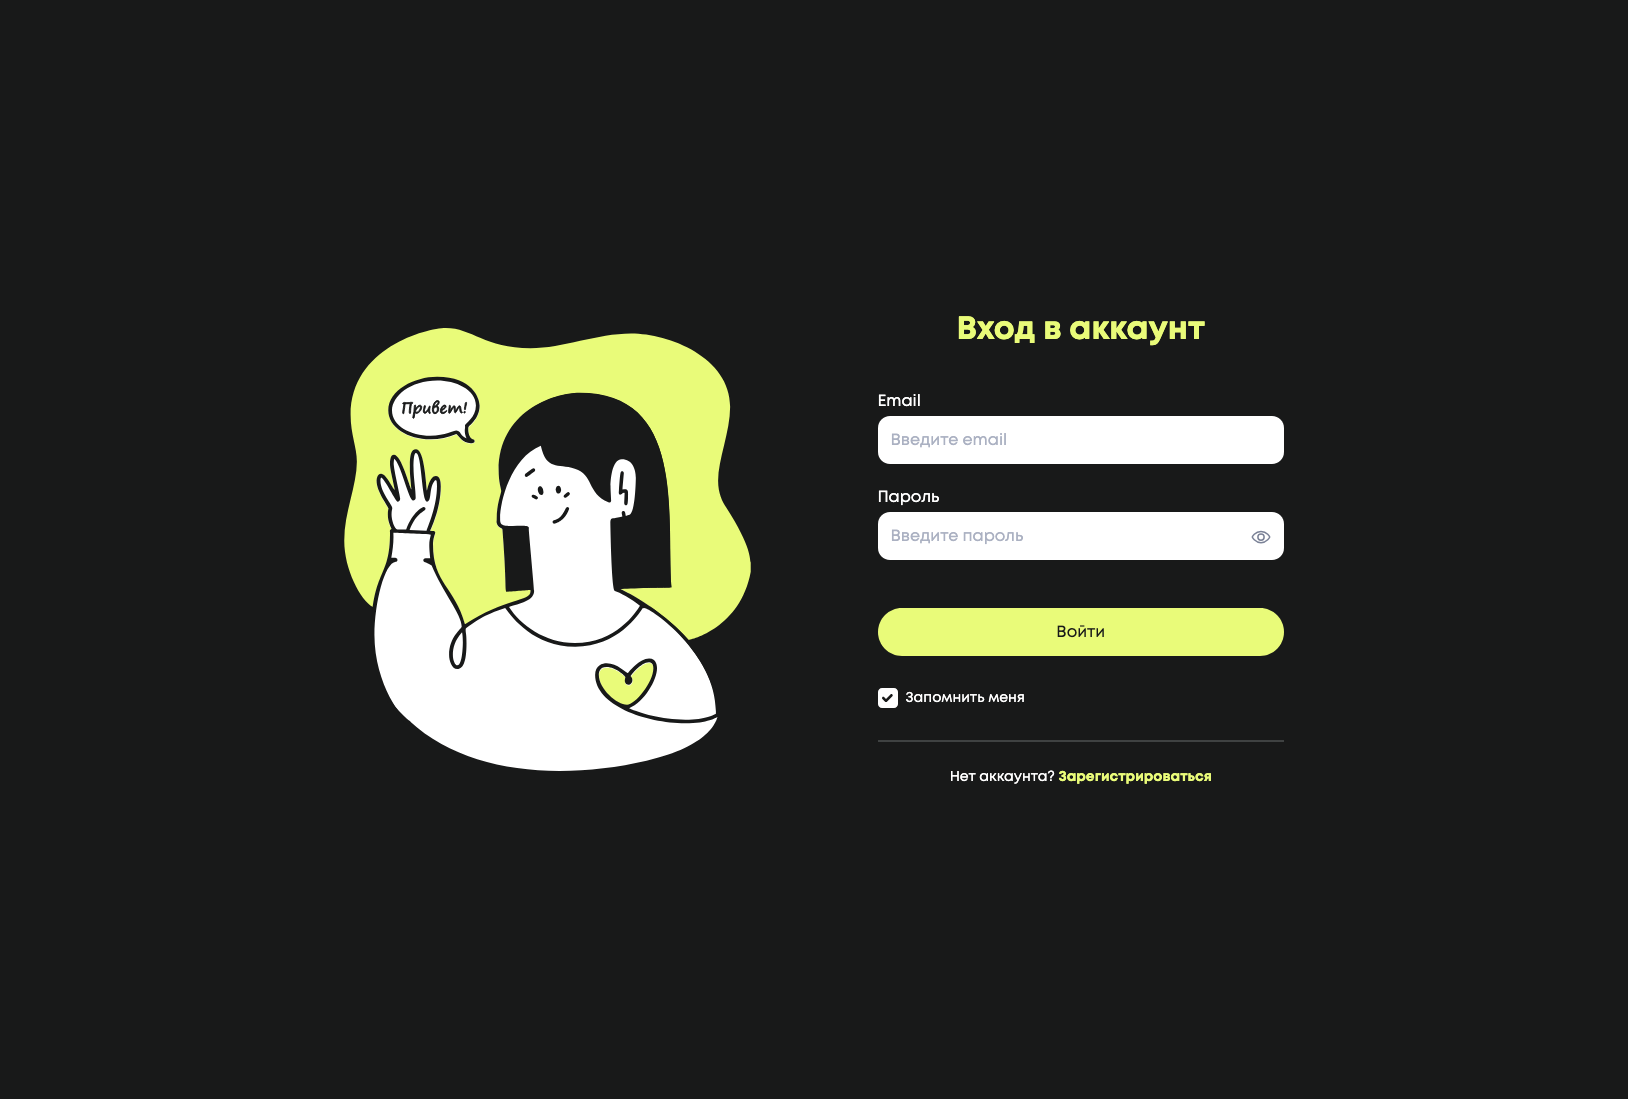 Привет!
Вход в аккаунт
Email
Введите email
Пароль
Введите пароль
Войти
Запомнить меня
Нет аккаунта? Зарегистрироваться